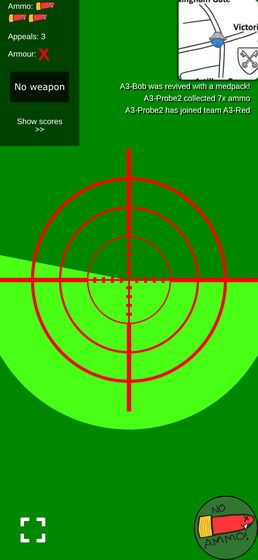 Ammo:
Appeals: 3
Armour: X
No weapon
Show scores
>>
Victori
A3-Bob was revived with a medpack!
A3-Probe2 collected 7x ammo
A3-Probe2 has joined team A3-Red
NO
AMMO!